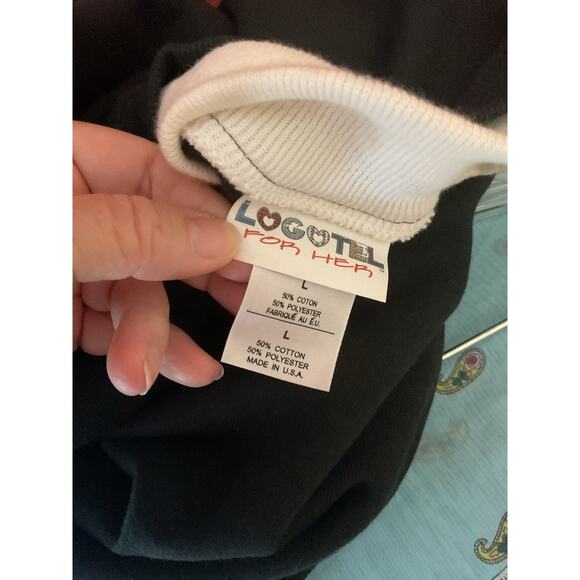 LOGOTEL
FOR HER
L
50% COTON
50% POLYESTER
FABRIQUÉ AU É.U.
L
50% COTTON
50% POLYESTER
MADE IN U.S.A.